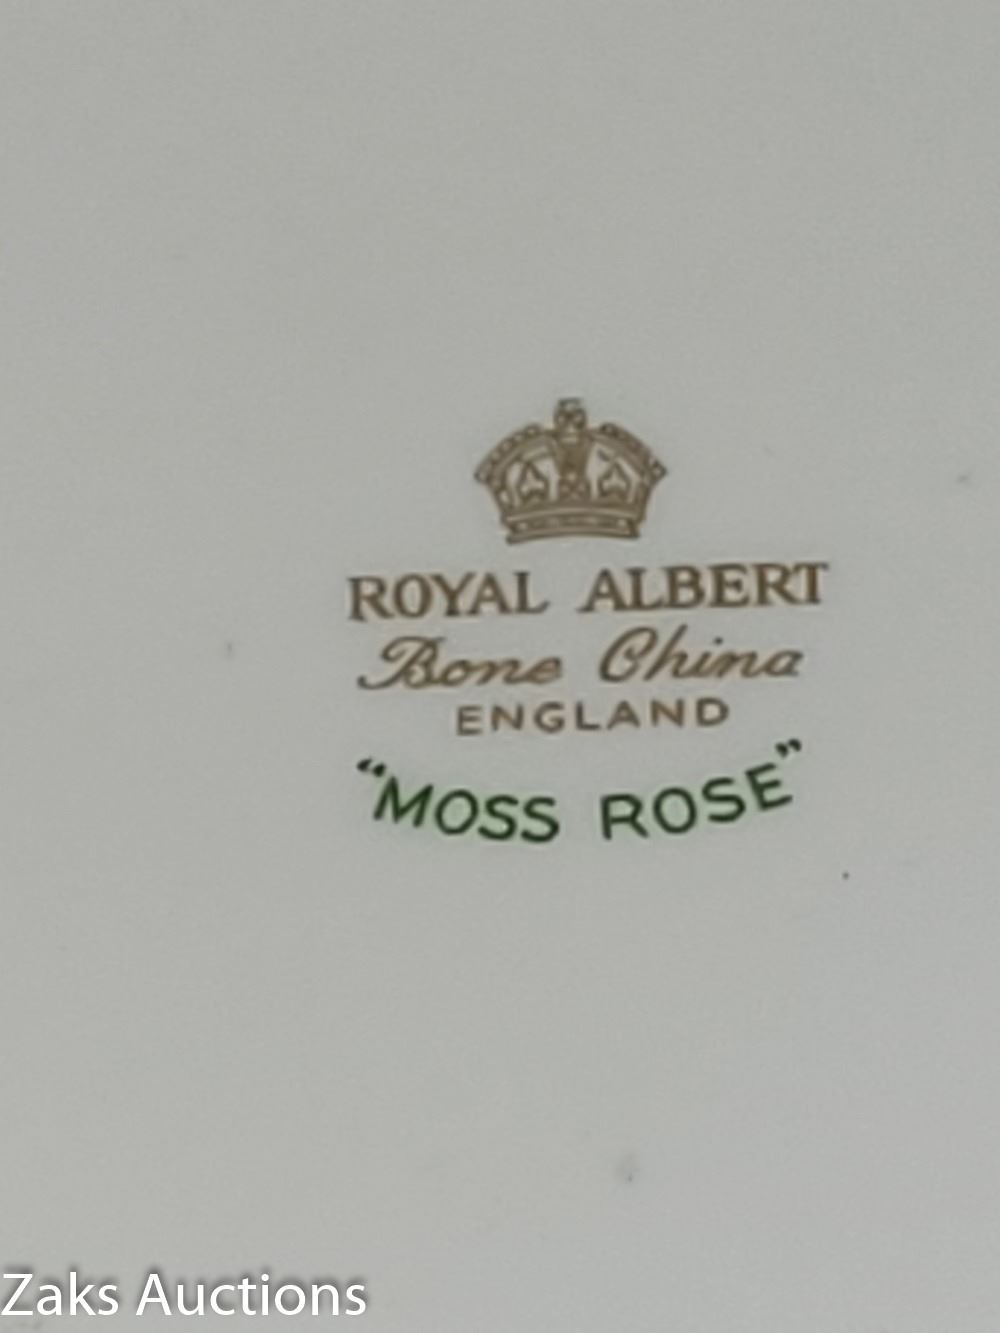 ROYAL ALBERT
Bone China
ENGLAND
"MOSS ROSE"
Zaks Auctions